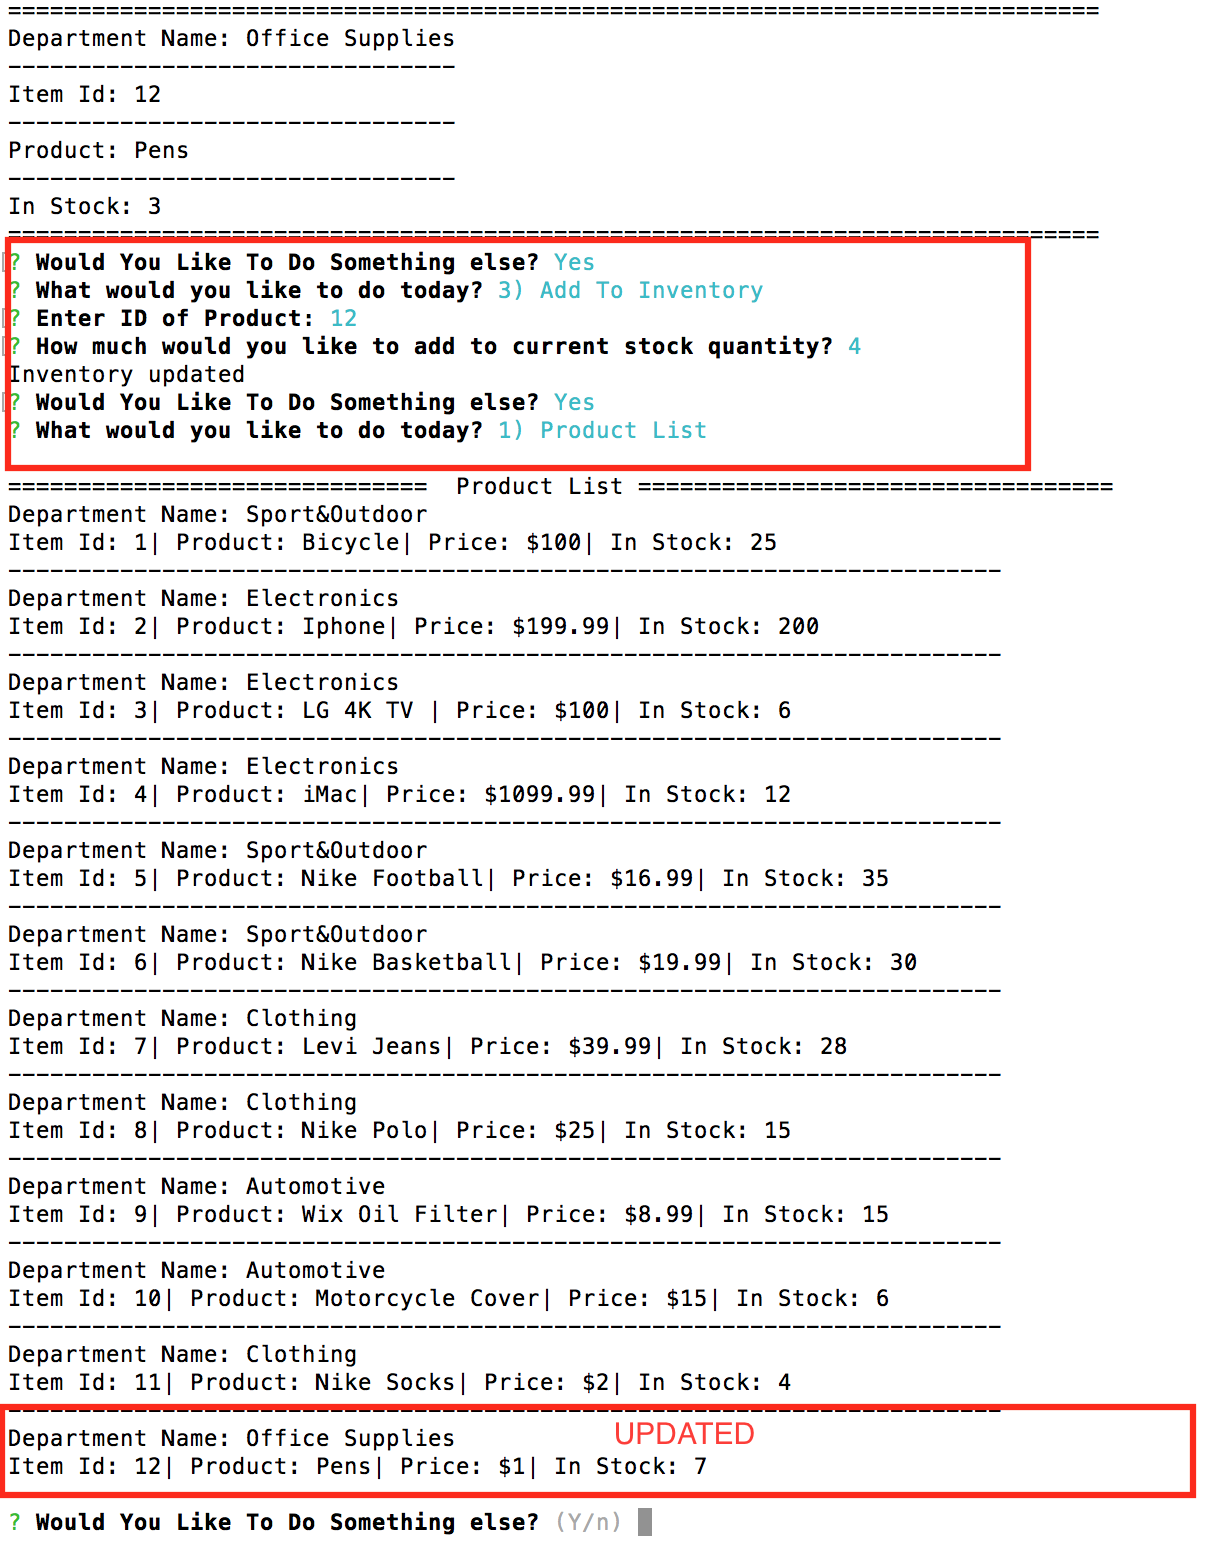 ==============================================================================
Department Name: Office Supplies
--------------------------------
Item Id: 12
--------------------------------
Product: Pens
--------------------------------
In Stock: 3
==============================================================================
? Would You Like To Do Something else? Yes
? What would you like to do today? 3) Add To Inventory
? Enter ID of Product: 12
? How much would you like to add to current stock quantity? 4
Inventory updated
? Would You Like To Do Something else? Yes
? What would you like to do today? 1) Product List
==============================  Product List ==================================
Department Name: Sport&Outdoor
Item Id: 1| Product: Bicycle| Price: $100| In Stock: 25
-----------------------------------------------------------------------
Department Name: Electronics
Item Id: 2| Product: Iphone| Price: $199.99| In Stock: 200
-----------------------------------------------------------------------
Department Name: Electronics
Item Id: 3| Product: LG 4K TV | Price: $100| In Stock: 6
-----------------------------------------------------------------------
Department Name: Electronics
Item Id: 4| Product: iMac| Price: $1099.99| In Stock: 12
-----------------------------------------------------------------------
Department Name: Sport&Outdoor
Item Id: 5| Product: Nike Football| Price: $16.99| In Stock: 35
-----------------------------------------------------------------------
Department Name: Sport&Outdoor
Item Id: 6| Product: Nike Basketball| Price: $19.99| In Stock: 30
-----------------------------------------------------------------------
Department Name: Clothing
Item Id: 7| Product: Levi Jeans| Price: $39.99| In Stock: 28
-----------------------------------------------------------------------
Department Name: Clothing
Item Id: 8| Product: Nike Polo| Price: $25| In Stock: 15
-----------------------------------------------------------------------
Department Name: Automotive
Item Id: 9| Product: Wix Oil Filter| Price: $8.99| In Stock: 15
-----------------------------------------------------------------------
Department Name: Automotive
Item Id: 10| Product: Motorcycle Cover| Price: $15| In Stock: 6
-----------------------------------------------------------------------
Department Name: Clothing
Item Id: 11| Product: Nike Socks| Price: $2| In Stock: 4
-----------------------------------------------------------------------
Department Name: Office Supplies UPDATED
Item Id: 12| Product: Pens| Price: $1| In Stock: 7
? Would You Like To Do Something else? (Y/n)